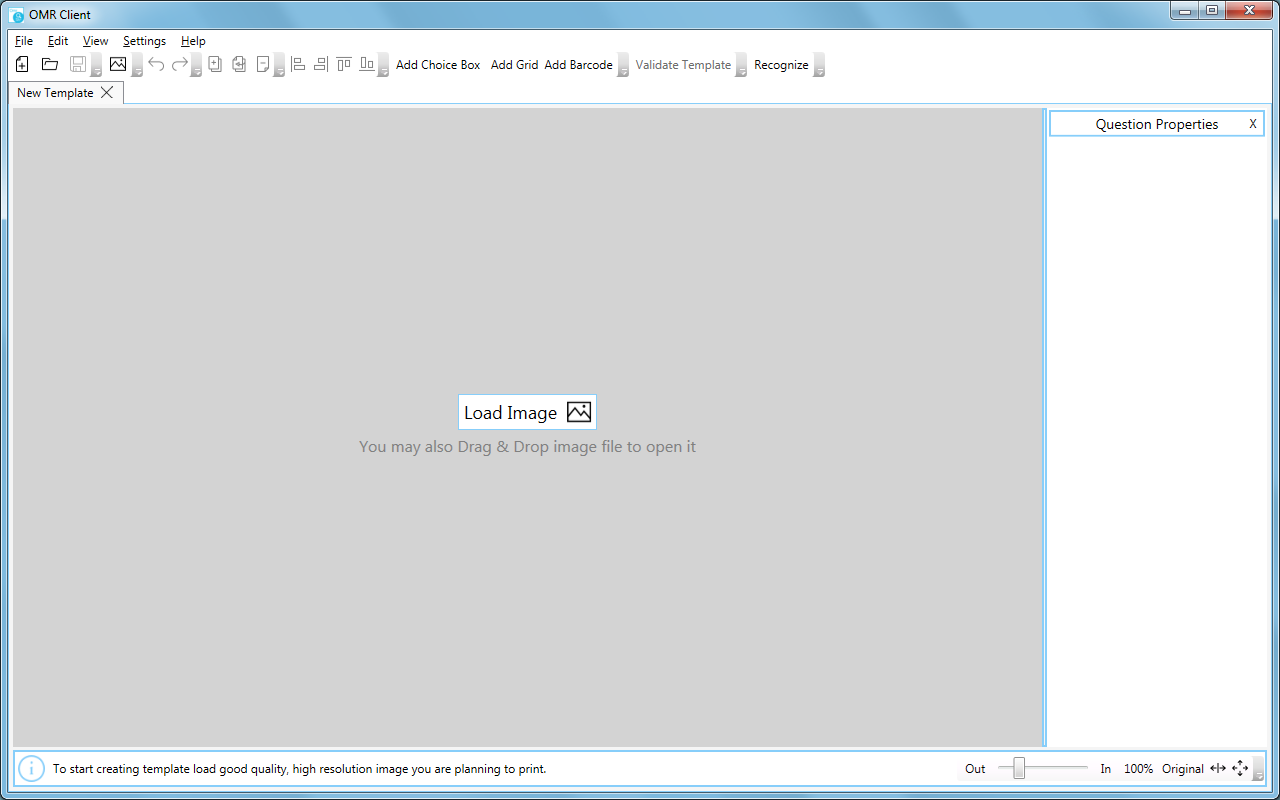 OMR Client
File Edit View Settings Help
Add Choice Box Add Grid Add Barcode Validate Template Recognize
New Template
Question Properties X
Load Image
You may also Drag & Drop image file to open it
To start creating template load good quality, high resolution image you are planning to print.
Out In 100% Original